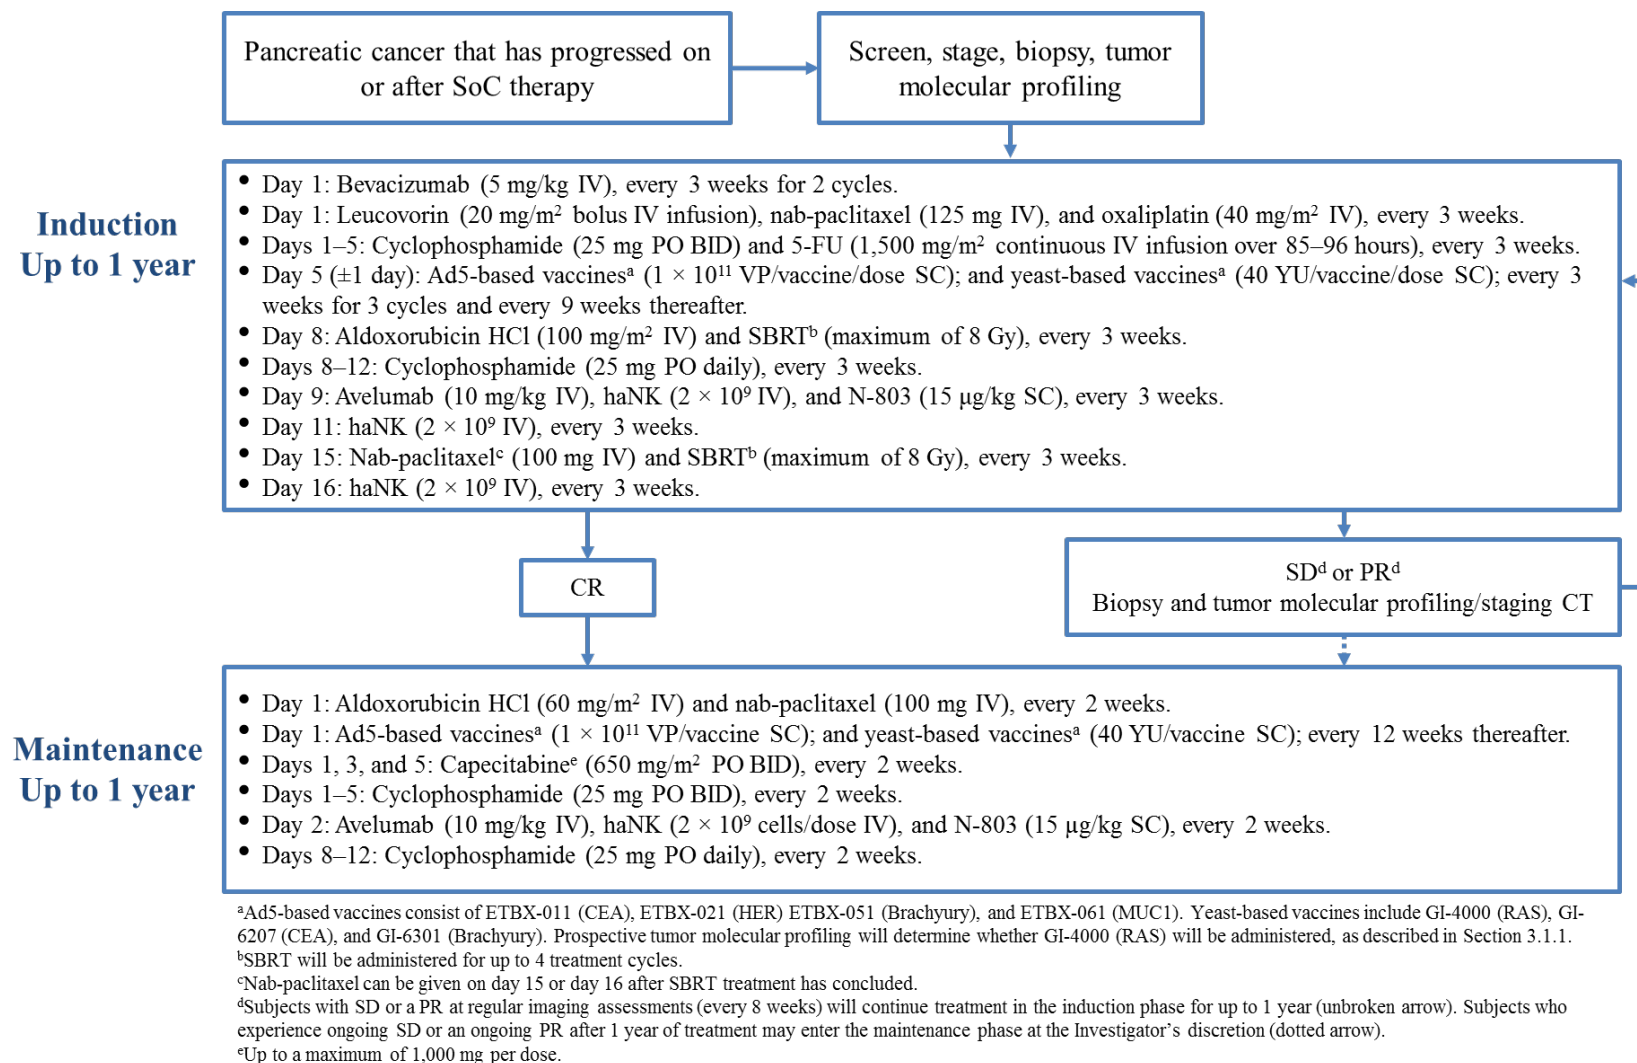 Pancreatic cancer that has progressed on
or after SoC therapy
Screen, stage, biopsy, tumor
molecular profiling
Induction
Up to 1 year
• Day 1: Bevacizumab (5 mg/kg IV), every 3 weeks for 2 cycles.
• Day 1: Leucovorin (20 mg/m² bolus IV infusion), nab-paclitaxel (125 mg IV), and oxaliplatin (40 mg/m² IV), every 3 weeks.
• Days 1–5: Cyclophosphamide (25 mg PO BID) and 5-FU (1,500 mg/m² continuous IV infusion over 85–96 hours), every 3 weeks.
• Day 5 (±1 day): Ad5-based vaccinesᵃ (1 × 10¹¹ VP/vaccine/dose SC); and yeast-based vaccinesᵃ (40 YU/vaccine/dose SC); every 3
weeks for 3 cycles and every 9 weeks thereafter.
• Day 8: Aldoxorubicin HCl (100 mg/m² IV) and SBRTᵇ (maximum of 8 Gy), every 3 weeks.
• Days 8–12: Cyclophosphamide (25 mg PO daily), every 3 weeks.
• Day 9: Avelumab (10 mg/kg IV), haNK (2 × 10⁹ IV), and N-803 (15 µg/kg SC), every 3 weeks.
• Day 11: haNK (2 × 10⁹ IV), every 3 weeks.
• Day 15: Nab-paclitaxelᶜ (100 mg IV) and SBRTᵇ (maximum of 8 Gy), every 3 weeks.
• Day 16: haNK (2 × 10⁹ IV), every 3 weeks.
CR
SDᵈ or PRᵈ
Biopsy and tumor molecular profiling/staging CT
Maintenance
Up to 1 year
• Day 1: Aldoxorubicin HCl (60 mg/m² IV) and nab-paclitaxel (100 mg IV), every 2 weeks.
• Day 1: Ad5-based vaccinesᵃ (1 × 10¹¹ VP/vaccine SC); and yeast-based vaccinesᵃ (40 YU/vaccine SC); every 12 weeks thereafter.
• Days 1, 3, and 5: Capecitabineᵉ (650 mg/m² PO BID), every 2 weeks.
• Days 1–5: Cyclophosphamide (25 mg PO BID), every 2 weeks.
• Day 2: Avelumab (10 mg/kg IV), haNK (2 × 10⁹ cells/dose IV), and N-803 (15 µg/kg SC), every 2 weeks.
• Days 8–12: Cyclophosphamide (25 mg PO daily), every 2 weeks.
ᵃAd5-based vaccines consist of ETBX-011 (CEA), ETBX-021 (HER) ETBX-051 (Brachyury), and ETBX-061 (MUC1). Yeast-based vaccines include GI-4000 (RAS), GI-
6207 (CEA), and GI-6301 (Brachyury). Prospective tumor molecular profiling will determine whether GI-4000 (RAS) will be administered, as described in Section 3.1.1.
ᵇSBRT will be administered for up to 4 treatment cycles.
ᶜNab-paclitaxel can be given on day 15 or day 16 after SBRT treatment has concluded.
ᵈSubjects with SD or a PR at regular imaging assessments (every 8 weeks) will continue treatment in the induction phase for up to 1 year (unbroken arrow). Subjects who
experience ongoing SD or an ongoing PR after 1 year of treatment may enter the maintenance phase at the Investigator’s discretion (dotted arrow).
ᵉUp to a maximum of 1,000 mg per dose.